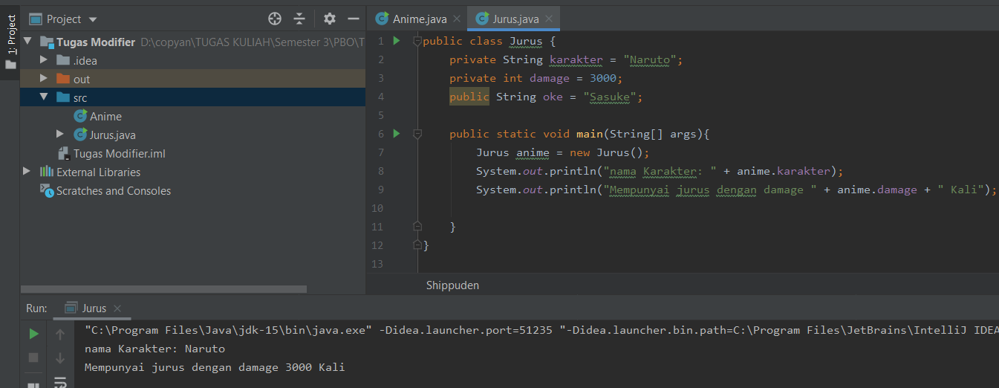 1: Project
Project
Tugas Modifier D:\copyan\TUGAS KULIAH\Semester 3\PBO\T
.idea
out
src
Anime
Jurus.java
Tugas Modifier.iml
External Libraries
Scratches and Consoles
Anime.java
Jurus.java
1 public class Jurus {
2 private String karakter = "Naruto";
3 private int damage = 3000;
4 public String oke = "Sasuke";
5
6 public static void main(String[] args){
7 Jurus anime = new Jurus();
8 System.out.println("nama Karakter: " + anime.karakter);
9 System.out.println("Mempunyai jurus dengan damage " + anime.damage + " Kali");
10
11 }
12 }
13
Shippuden
Run: Jurus
"C:\Program Files\Java\jdk-15\bin\java.exe" -Didea.launcher.port=51235 "-Didea.launcher.bin.path=C:\Program Files\JetBrains\IntelliJ IDEA
nama Karakter: Naruto
Mempunyai jurus dengan damage 3000 Kali